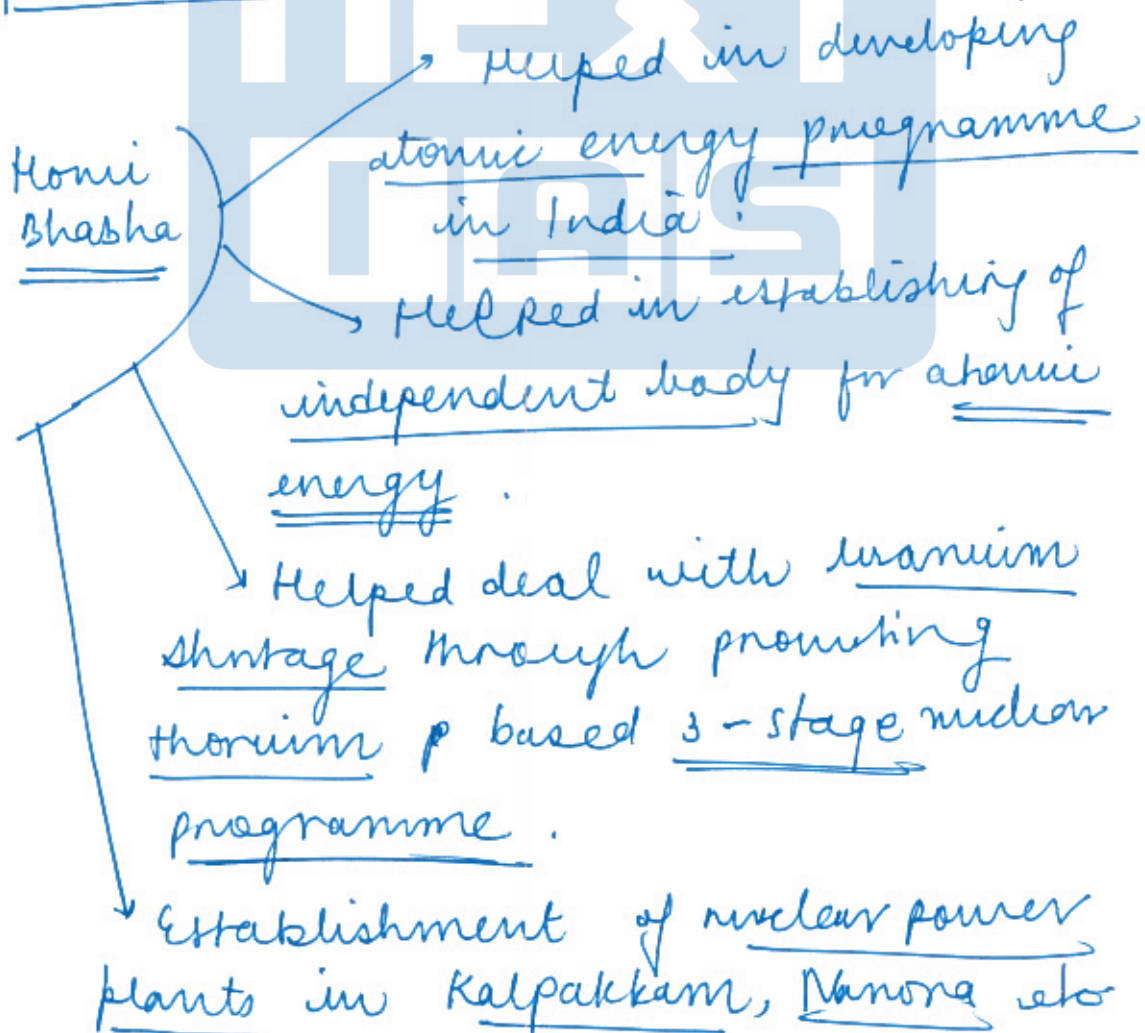 NEXT
IAS
Helped in developing
atomic energy programme
in India.
Homi
Bhabha
Helped in establishing of
independent body for atomic
energy.
Helped deal with uranium
shortage through promoting
thorium based 3-stage nuclear
programme.
Establishment of nuclear power
plants in Kalpakkam, Narora etc